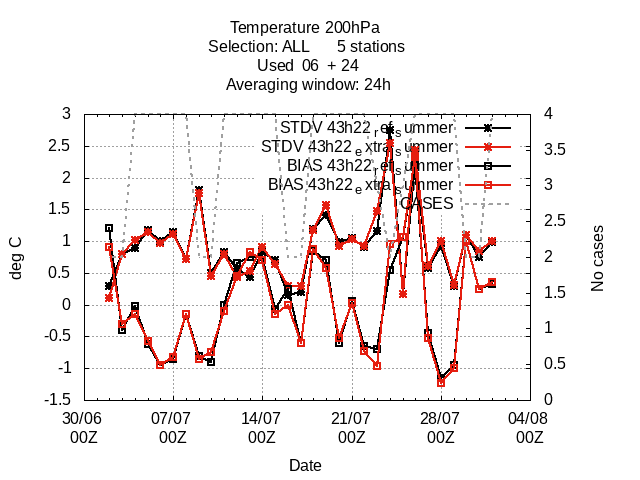 Temperature 200hPa
Selection: ALL 5 stations
Used 06 + 24
Averaging window: 24h
STDV 43h22_ref_summer
STDV 43h22_extra_summer
BIAS 43h22_ref_summer
BIAS 43h22_extra_summer
CASES
deg C
3
2.5
2
1.5
1
0.5
0
-0.5
-1
-1.5
4
3.5
3
2.5
2
1.5
1
0.5
0
No cases
30/06 07/07 14/07 21/07 28/07 04/08
00Z 00Z 00Z 00Z 00Z 00Z
Date